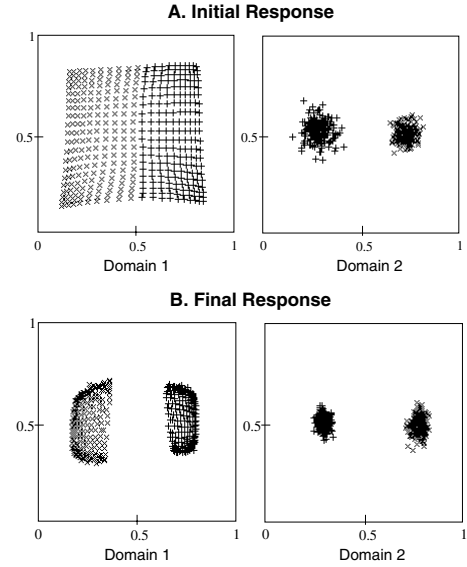 A. Initial Response
1
0.5
0.5
0 0.5 1 0 0.5 1
Domain 1 Domain 2
B. Final Response
1
0.5
0.5
0 0.5 1 0 0.5 1
Domain 1 Domain 2